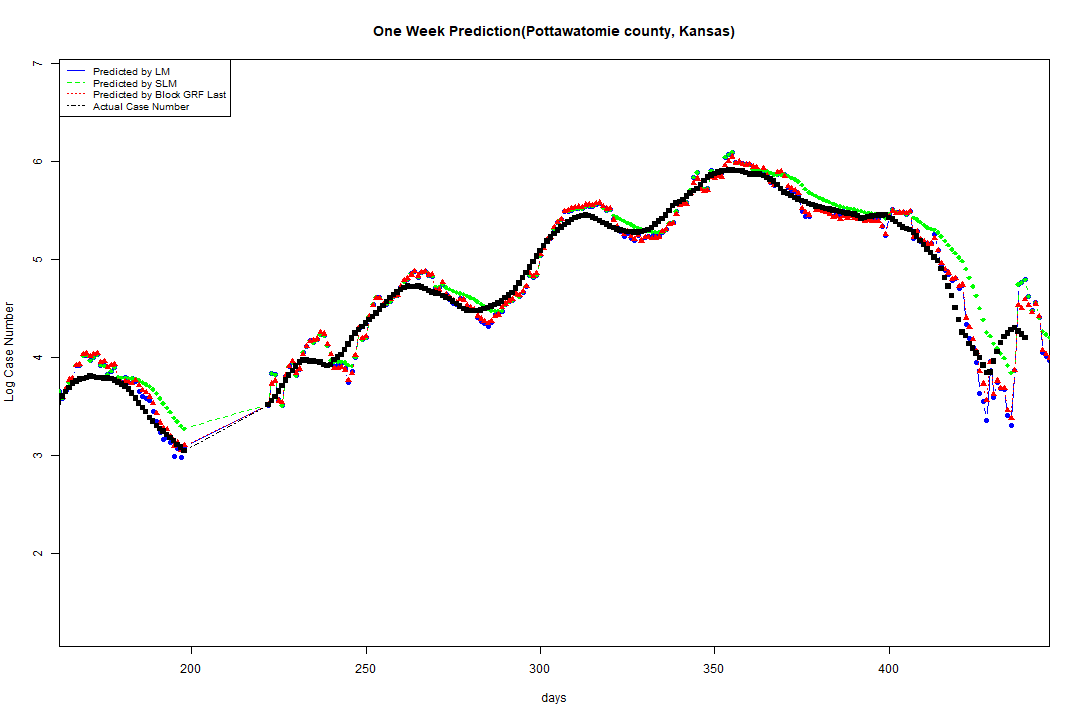 One Week Prediction(Pottawatomie county, Kansas)
Predicted by LM
Predicted by SLM
Predicted by Block GRF Last
Actual Case Number
7
6
5
4
3
2
Log Case Number
200 250 300 350 400
days